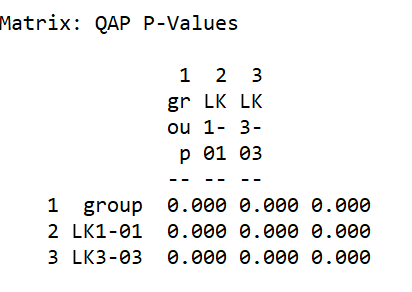 Matrix: QAP P-Values
1 2 3
gr LK LK
ou 1- 3-
p 01 03
-- -- --
1 group 0.000 0.000 0.000
2 LK1-01 0.000 0.000 0.000
3 LK3-03 0.000 0.000 0.000